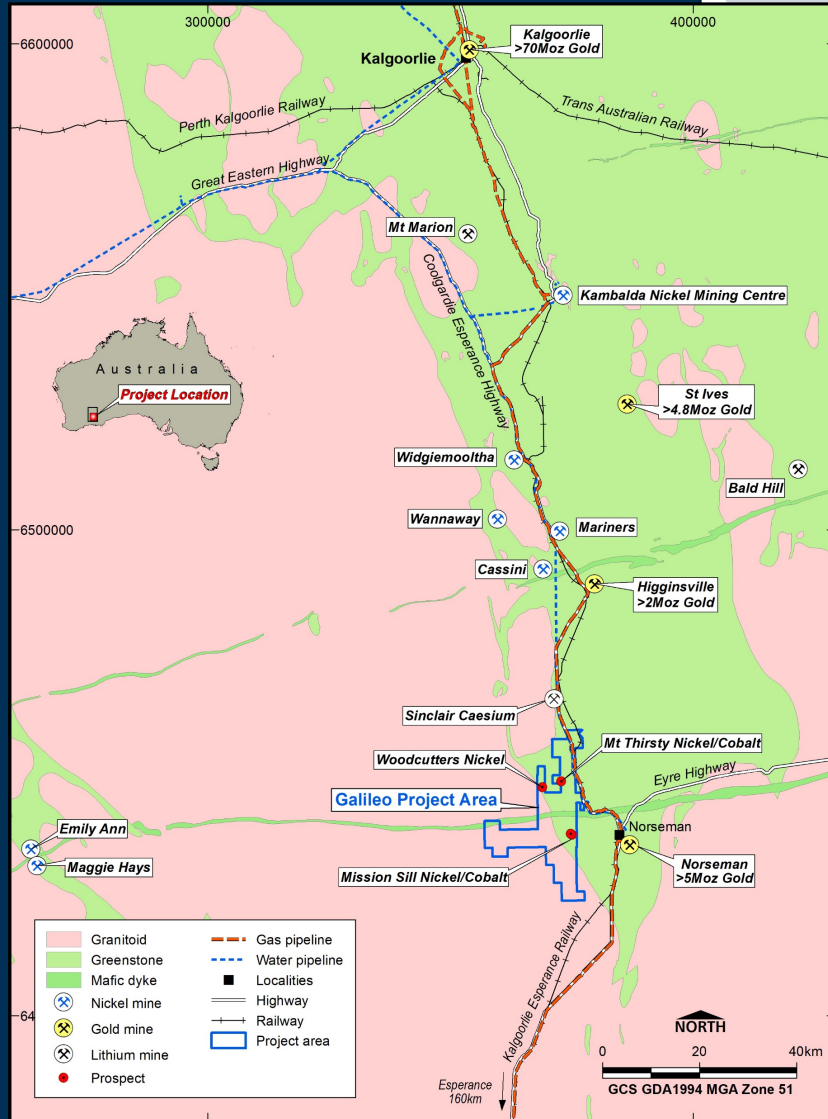 300000
400000
6600000
Kalgoorlie
Kalgoorlie
>70Moz Gold
Perth Kalgoorlie Railway
Trans Australian Railway
Great Eastern Highway
Mt Marion
Coolgardie Esperance Highway
Kambalda Nickel Mining Centre
Australia
Project Location
St Ives
>4.8Moz Gold
Widgiemooltha
Bald Hill
Wannaway
6500000
Mariners
Cassini
Higginsville
>2Moz Gold
Sinclair Caesium
Mt Thirsty Nickel/Cobalt
Woodcutters Nickel
Eyre Highway
Galileo Project Area
Norseman
Emily Ann
Maggie Hays
Mission Sill Nickel/Cobalt
Norseman
>5Moz Gold
Granitoid
Greenstone
Mafic dyke
Nickel mine
Gold mine
Lithium mine
Prospect
Gas pipeline
Water pipeline
Localities
Highway
Railway
Project area
Kalgoorlie Esperance Railway
64
NORTH
0 20 40km
GCS GDA1994 MGA Zone 51
Esperance
160km